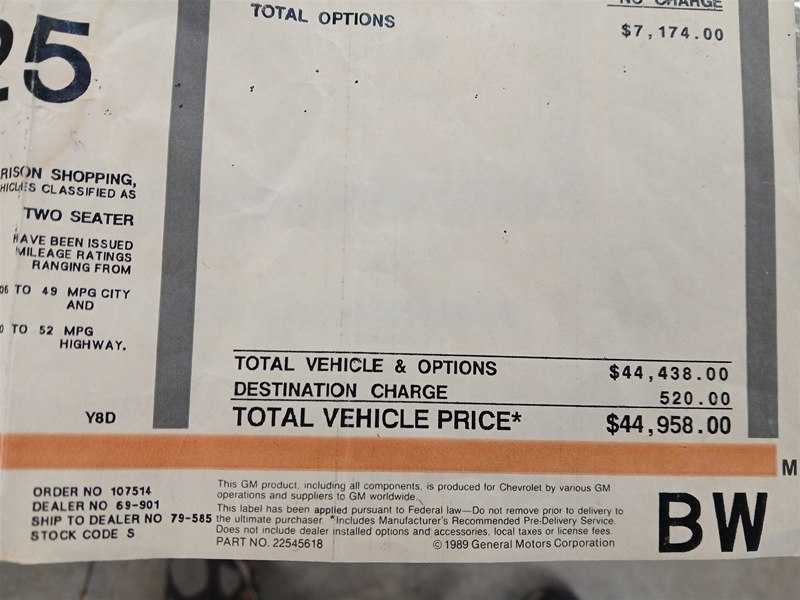 NO CHARGE
TOTAL OPTIONS $7,174.00
25
RISON SHOPPING,
HICLES CLASSIFIED AS
TWO SEATER
HAVE BEEN ISSUED
MILEAGE RATINGS
RANGING FROM
06 TO 49 MPG CITY
AND
0 TO 52 MPG
HIGHWAY.
Y8D
TOTAL VEHICLE & OPTIONS $44,438.00
DESTINATION CHARGE 520.00
TOTAL VEHICLE PRICE* $44,958.00
M
ORDER NO 107514
DEALER NO 69-901
SHIP TO DEALER NO 79-585
STOCK CODE S
This GM product, including all components, is produced for Chevrolet by various GM
operations and suppliers to GM worldwide.
This label has been applied pursuant to Federal law—Do not remove prior to delivery to
the ultimate purchaser. *Includes Manufacturer's Recommended Pre-Delivery Service.
Does not include dealer installed options and accessories, local taxes or license fees.
PART NO. 22545618 © 1989 General Motors Corporation
BW